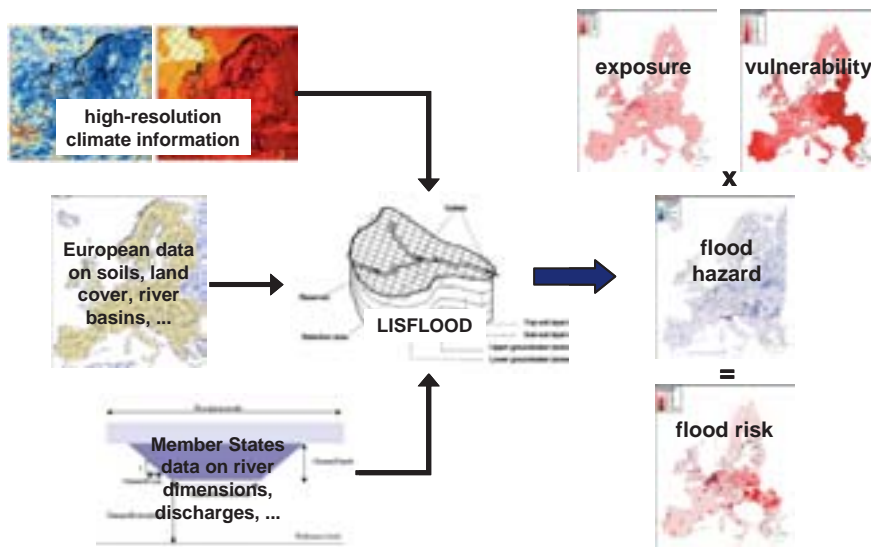 high-resolution
climate information
exposure
vulnerability
x
European data
on soils, land
cover, river
basins, ...
LISFLOOD
flood
hazard
=
Member States
data on river
dimensions,
discharges, ...
flood risk